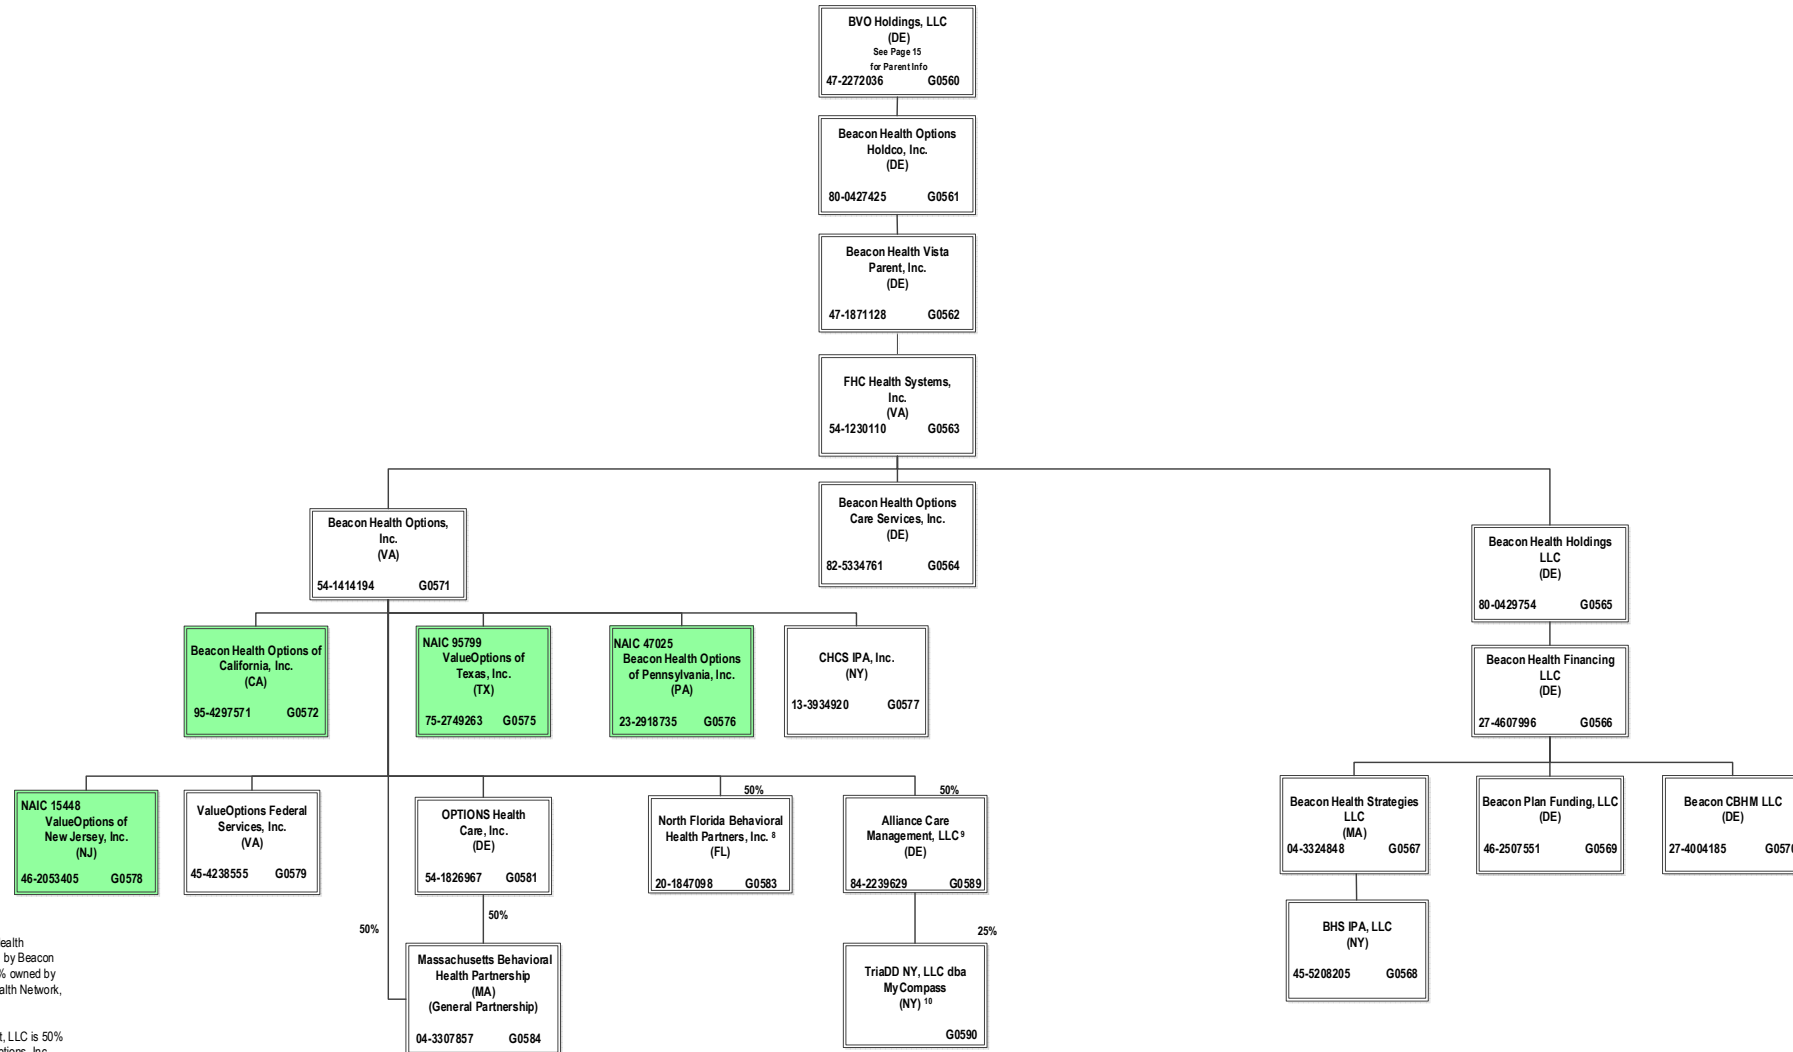 BVO Holdings, LLC
(DE)
See Page 15
for Parent Info
47-2272036 G0560
Beacon Health Options
Holdco, Inc.
(DE)
80-0427425 G0561
Beacon Health Vista
Parent, Inc.
(DE)
47-1871128 G0562
FHC Health Systems,
Inc.
(VA)
54-1230110 G0563
Beacon Health Options,
Inc.
(VA)
54-1414194 G0571
Beacon Health Options
Care Services, Inc.
(DE)
82-5334761 G0564
Beacon Health Holdings
LLC
(DE)
80-0429754 G0565
Beacon Health Options of
California, Inc.
(CA)
95-4297571 G0572
NAIC 95799
ValueOptions of
Texas, Inc.
(TX)
75-2749263 G0575
NAIC 47025
Beacon Health Options
of Pennsylvania, Inc.
(PA)
23-2918735 G0576
CHCS IPA, Inc.
(NY)
13-3934920 G0577
Beacon Health Financing
LLC
(DE)
27-4607996 G0566
NAIC 15448
ValueOptions of
New Jersey, Inc.
(NJ)
46-2053405 G0578
ValueOptions Federal
Services, Inc.
(VA)
45-4238555 G0579
OPTIONS Health
Care, Inc.
(DE)
54-1826967 G0581
50%
North Florida Behavioral
Health Partners, Inc. 8
(FL)
20-1847098 G0583
50%
Alliance Care
Management, LLC 9
(DE)
84-2239629 G0589
Beacon Health Strategies
LLC
(MA)
04-3324848 G0567
Beacon Plan Funding, LLC
(DE)
46-2507551 G0569
Beacon CBHM LLC
(DE)
27-4004185 G0570
50%
50%
Massachusetts Behavioral
Health Partnership
(MA)
(General Partnership)
04-3307857 G0584
25%
TriaDD NY, LLC dba
MyCompass
(NY) 10
G0590
BHS IPA, LLC
(NY)
45-5208205 G0568
ealth
by Beacon
% owned by
alth Network,
t, LLC is 50%